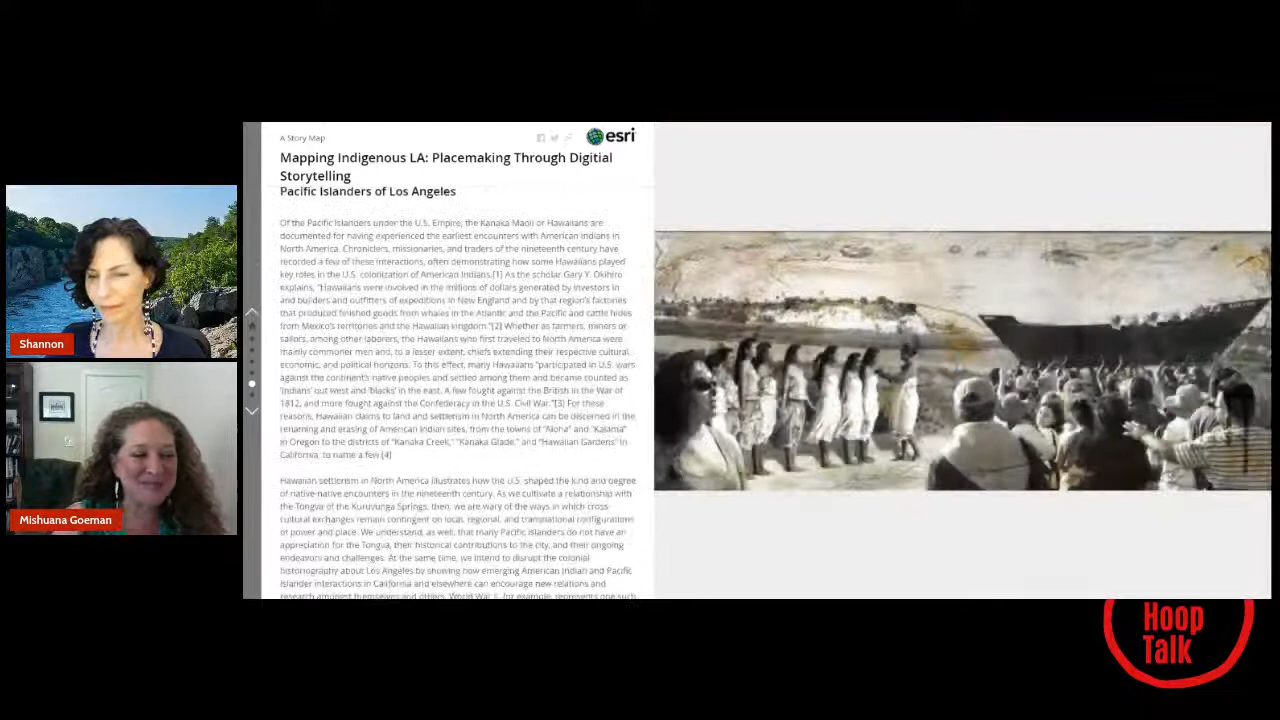 A Story Map
esri
Mapping Indigenous LA: Placemaking Through Digitial
Storytelling
Pacific Islanders of Los Angeles
Of the Pacific Islanders under the U.S. Empire, the Kanaka Maoli or Hawaiians are
documented for having experienced the earliest encounters with American Indians in
North America. Chroniclers, missionaries, and traders of the nineteenth century have
recorded a few of these interactions, often demonstrating how some Hawaiians played
key roles in the U.S. colonization of American Indians.[1] As the scholar Gary Y. Okihiro
explains, "Hawaiians were involved in the millions of dollars generated by investors in
and builders and outfitters of expeditions in New England and by that region's factories
that produced finished goods from whales in the Atlantic and the Pacific and cattle hides
from Mexico's territories and the Hawaiian kingdom."[2] Whether as farmers, miners or
sailors, among other laborers, the Hawaiians who first traveled to North America were
mainly commoner men and, to a lesser extent, chiefs extending their respective cultural,
economic, and political horizons. To this effect, many Hawaiians "participated in U.S. wars
against the continent's native peoples and settled among them and became counted as
'Indians' out west and 'blacks' in the east. A few fought against the British in the War of
1812, and more fought against the Confederacy in the U.S. Civil War."[3] For these
reasons, Hawaiian claims to land and settlerism in North America can be discerned in the
renaming and erasing of American Indian sites, from the towns of "Aloha" and "Kalama"
in Oregon to the districts of "Kanaka Creek," "Kanaka Glade," and "Hawaiian Gardens" in
California, to name a few.[4]
Hawaiian settlerism in North America illustrates how the U.S. shaped the kind and degree
of native-native encounters in the nineteenth century. As we cultivate a relationship with
the Tongva of the Kuruvunga Springs, then, we are wary of the ways in which cross-
cultural exchanges remain contingent on local, regional, and transnational configurations
of power and place. We understand, as well, that many Pacific Islanders do not have an
appreciation for the Tongva, their historical contributions to the city, and their ongoing
endeavors and challenges. At the same time, we intend to disrupt the colonial
historiography about Los Angeles by showing how emerging American Indian and Pacific
Islander interactions in California and elsewhere can encourage new relations and
research amongst themselves and others. World War II, for example, represents one such
Shannon
Mishuana Goeman
Hoop
Talk